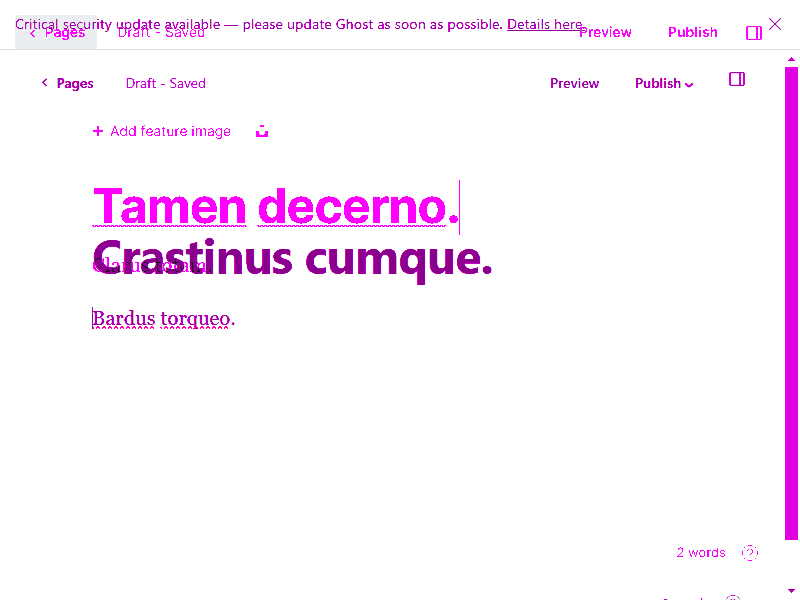 Critical security update available — please update Ghost as soon as possible. Details here.
Pages Draft - Saved Preview Publish
Pages Draft - Saved Preview Publish
Add feature image
Tamen decerno.
Crastinus cumque.
Bardus torqueo.
2 words